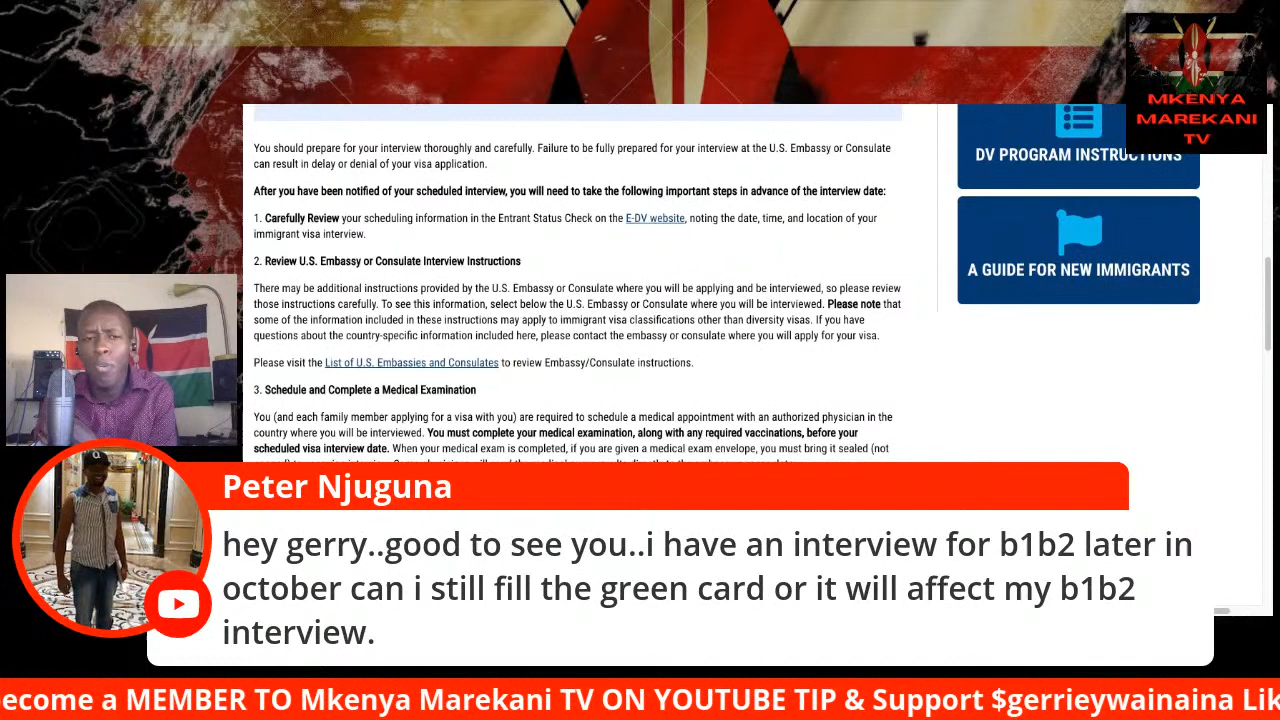 MKENYA
MAREKANI
TV
DV PROGRAM INSTRUCTIONS
A GUIDE FOR NEW IMMIGRANTS
You should prepare for your interview thoroughly and carefully. Failure to be fully prepared for your interview at the U.S. Embassy or Consulate
can result in delay or denial of your visa application.
After you have been notified of your scheduled interview, you will need to take the following important steps in advance of the interview date:
1. Carefully Review your scheduling information in the Entrant Status Check on the E-DV website, noting the date, time, and location of your
immigrant visa interview.
2. Review U.S. Embassy or Consulate Interview Instructions
There may be additional instructions provided by the U.S. Embassy or Consulate where you will be applying and be interviewed, so please review
those instructions carefully. To see this information, select below the U.S. Embassy or Consulate where you will be interviewed. Please note that
some of the information included in these instructions may apply to immigrant visa classifications other than diversity visas. If you have
questions about the country-specific information included here, please contact the embassy or consulate where you will apply for your visa.
Please visit the List of U.S. Embassies and Consulates to review Embassy/Consulate instructions.
3. Schedule and Complete a Medical Examination
You (and each family member applying for a visa with you) are required to schedule a medical appointment with an authorized physician in the
country where you will be interviewed. You must complete your medical examination, along with any required vaccinations, before your
scheduled visa interview date. When your medical exam is completed, if you are given a medical exam envelope, you must bring it sealed (not
Peter Njuguna
hey gerry..good to see you..i have an interview for b1b2 later in
october can i still fill the green card or it will affect my b1b2
interview.
ecome a MEMBER TO Mkenya Marekani TV ON YOUTUBE TIP & Support $gerrieywainaina Lik